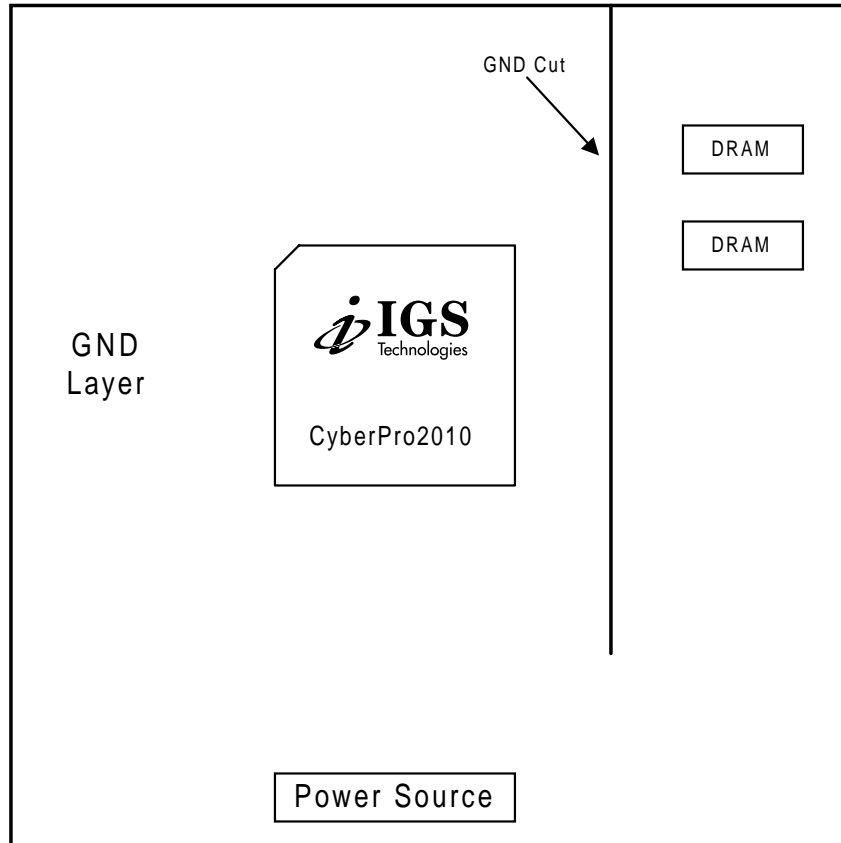 GND Cut
DRAM
DRAM
IGS
Technologies
GND
Layer
CyberPro2010
Power Source